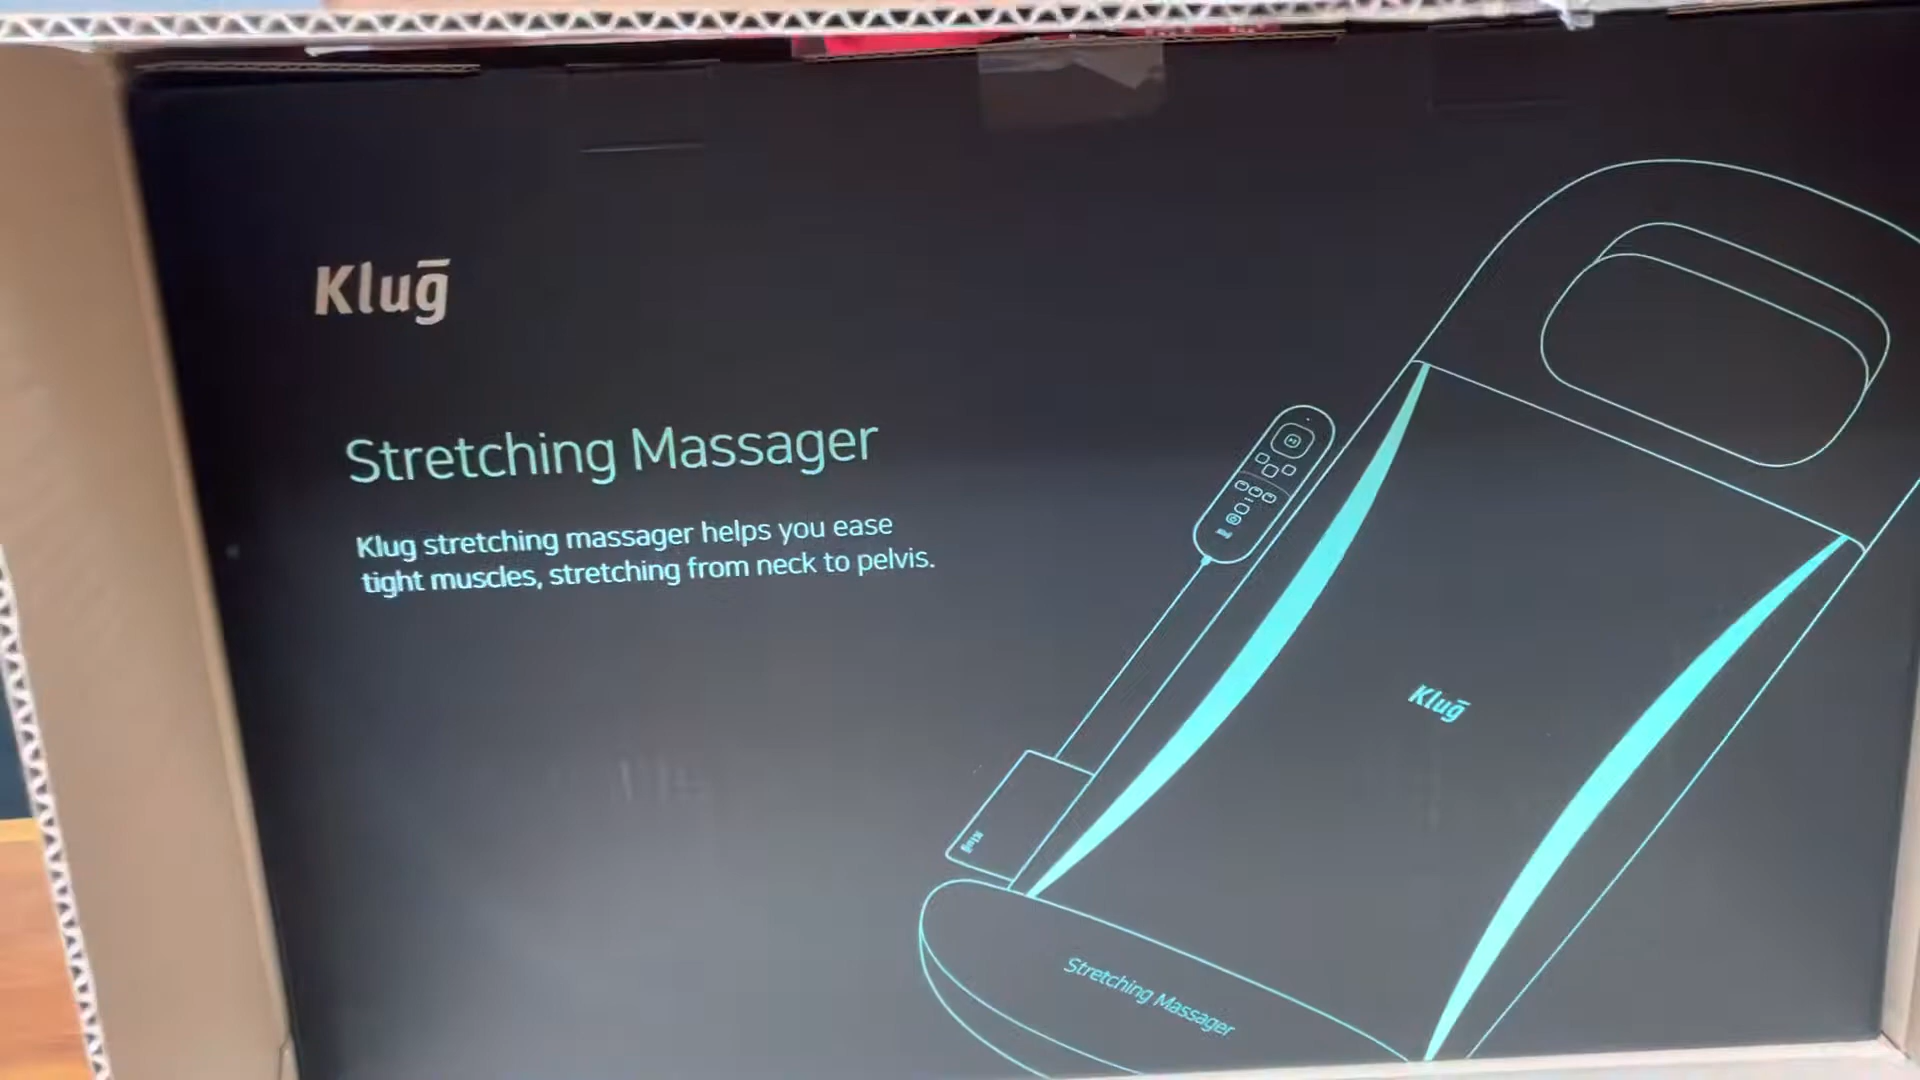 Klug
Stretching Massager
Klug stretching massager helps you ease
tight muscles, stretching from neck to pelvis.
Klug
Klug
Stretching Massager